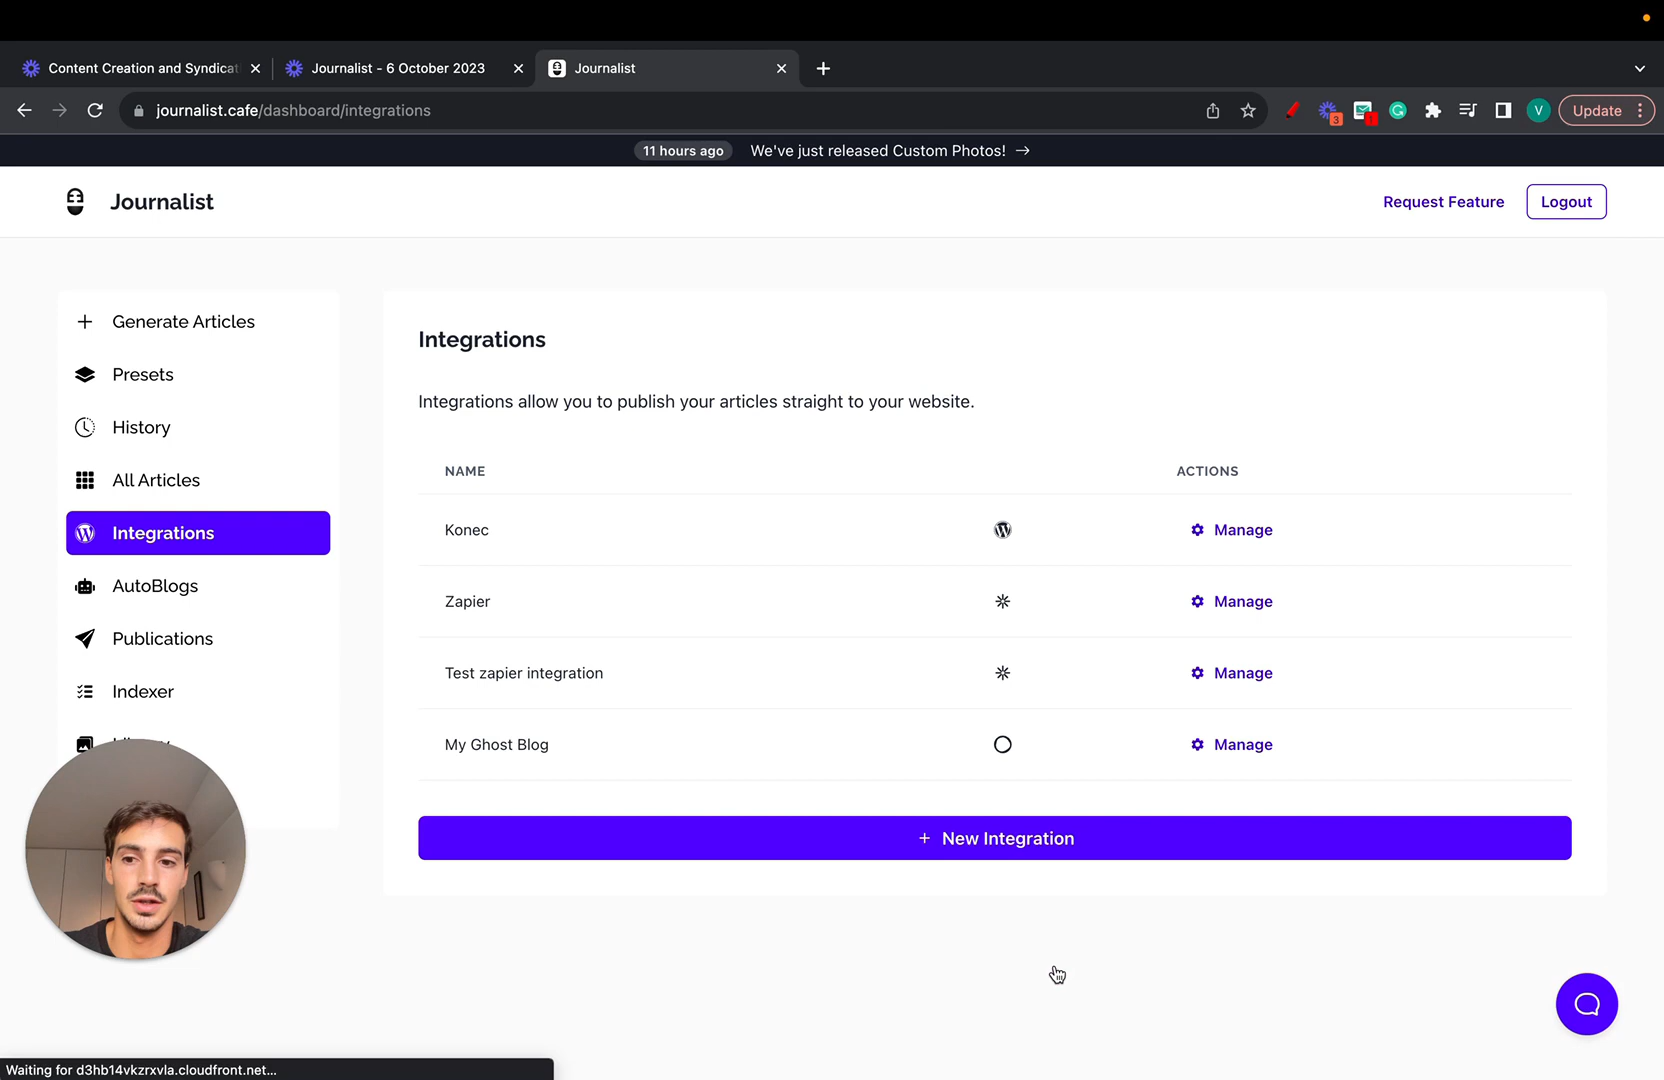 Content Creation and Syndicat
Journalist - 6 October 2023
Journalist
journalist.cafe/dashboard/integrations
3
V
Update
11 hours ago
We've just released Custom Photos! →
Journalist
Request Feature
Logout
Generate Articles
Presets
History
All Articles
Integrations
AutoBlogs
Publications
Indexer
Integrations
Integrations allow you to publish your articles straight to your website.
NAME
ACTIONS
Konec
Manage
Zapier
Manage
Test zapier integration
Manage
My Ghost Blog
Manage
+ New Integration
Waiting for d3hb14vkzrxvla.cloudfront.net...